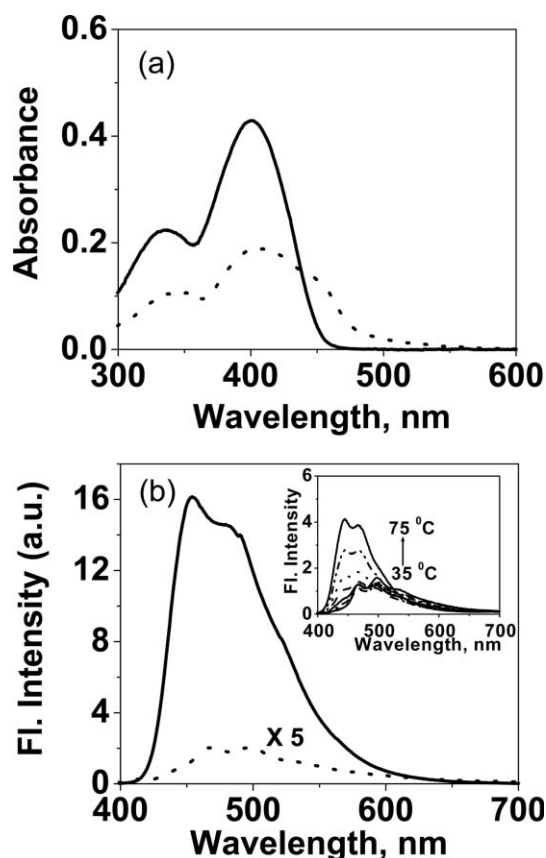 (a)
Absorbance
0.6
0.4
0.2
0.0
300 400 500 600
Wavelength, nm
(b)
Fl. Intensity (a.u.)
16
12
8
4
0
X 5
400 500 600 700
Wavelength, nm
Fl. Intensity
6
4
2
0
75 ⁰C
35 ⁰C
400 500 600 700
Wavelength, nm